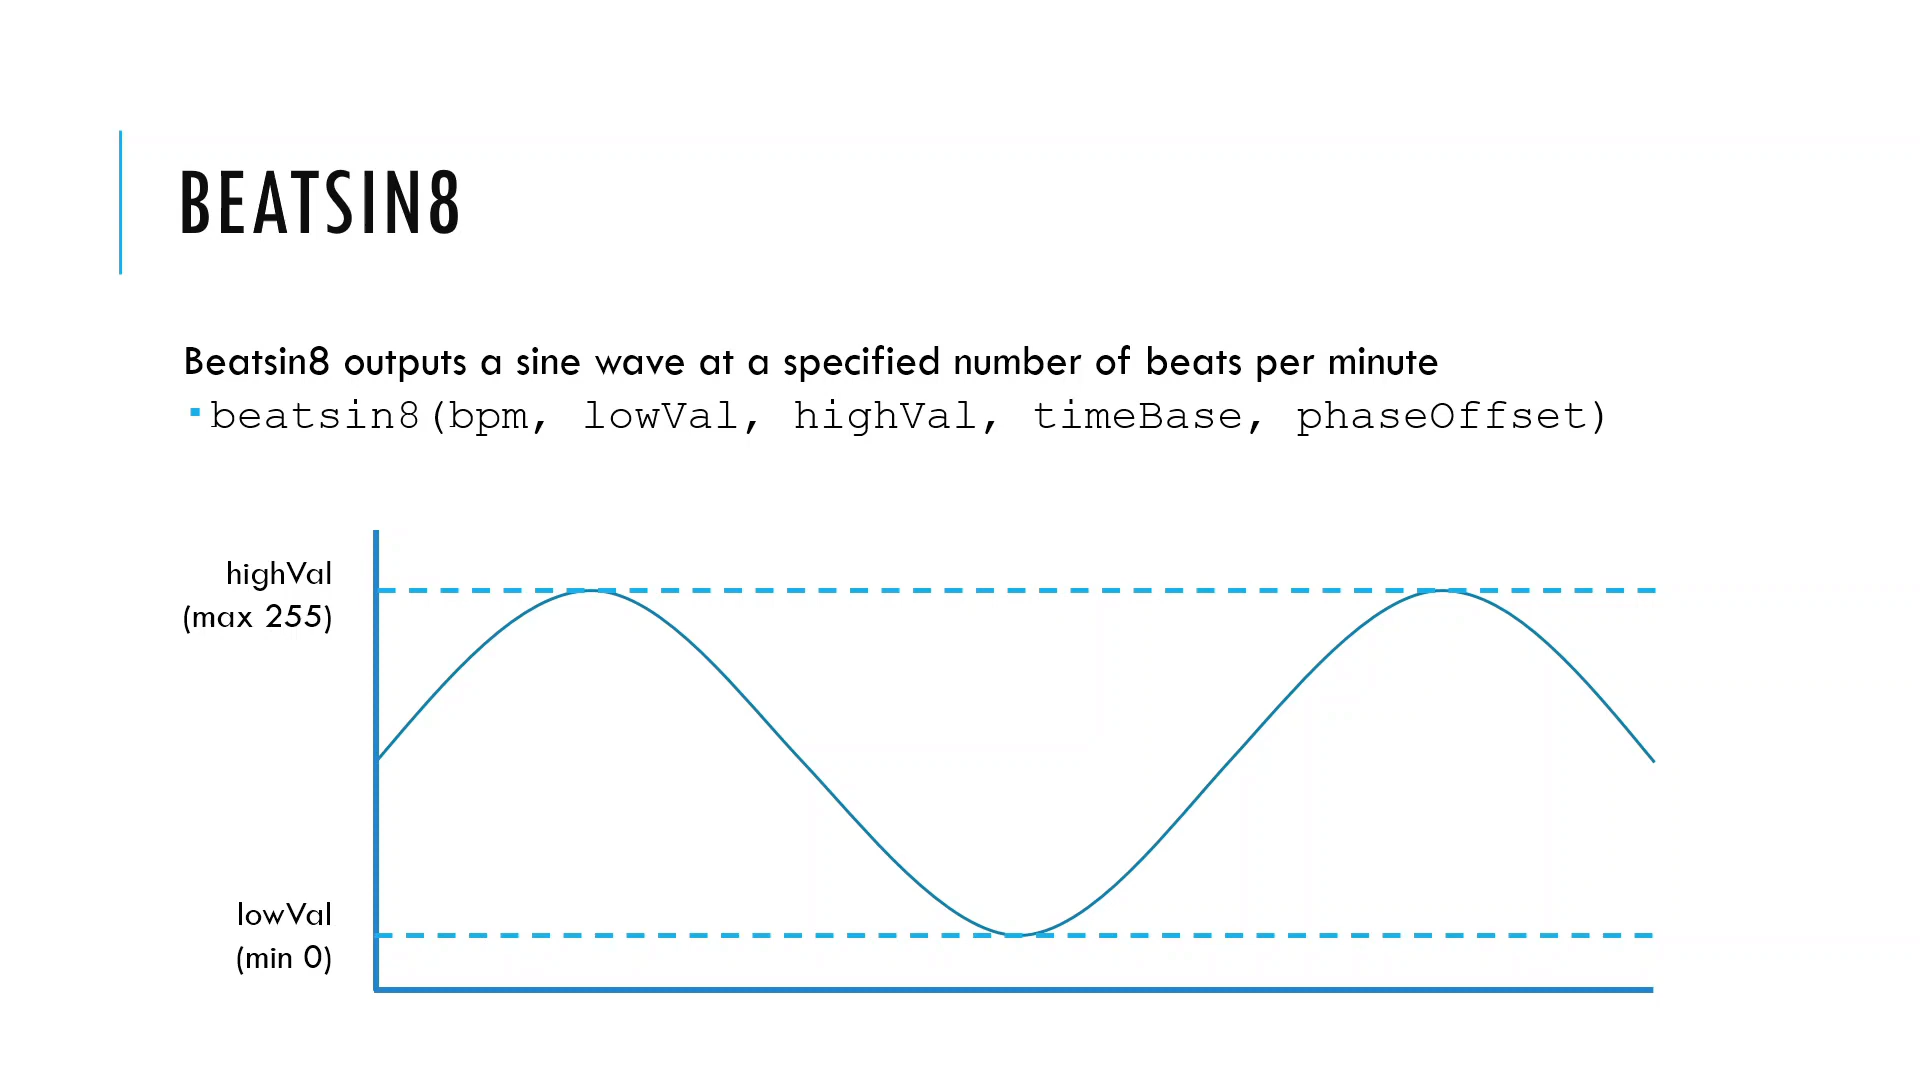 BEATSIN8
Beatsin8 outputs a sine wave at a specified number of beats per minute
beatsin8(bpm, lowVal, highVal, timeBase, phaseOffset)
highVal
(max 255)
lowVal
(min 0)